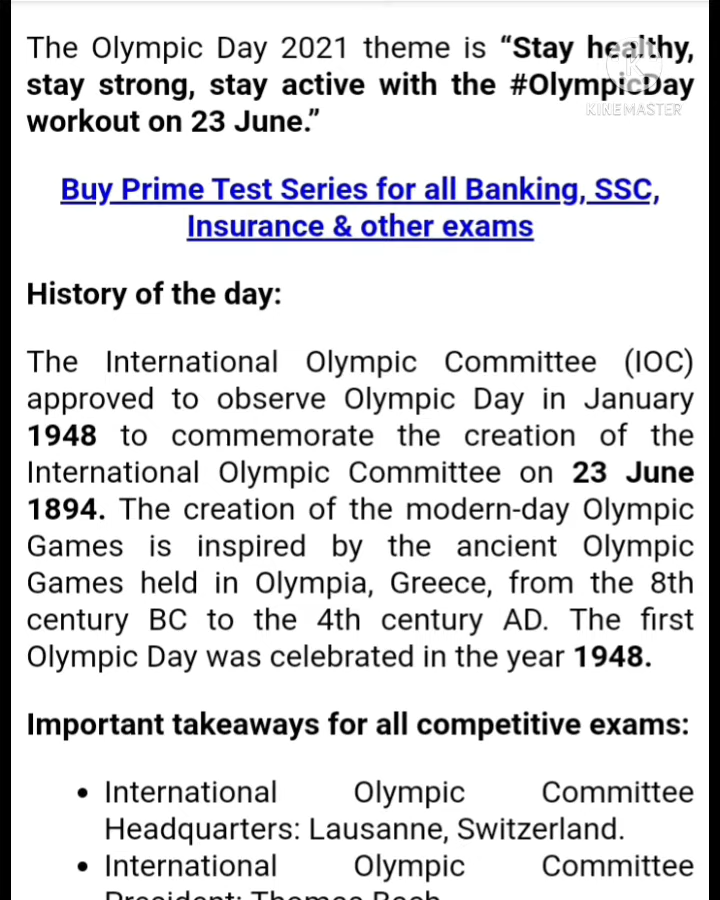 The Olympic Day 2021 theme is “Stay healthy,
stay strong, stay active with the #OlympicDay
workout on 23 June.”
KINEMASTER
Buy Prime Test Series for all Banking, SSC,
Insurance & other exams
History of the day:
The International Olympic Committee (IOC)
approved to observe Olympic Day in January
1948 to commemorate the creation of the
International Olympic Committee on 23 June
1894. The creation of the modern-day Olympic
Games is inspired by the ancient Olympic
Games held in Olympia, Greece, from the 8th
century BC to the 4th century AD. The first
Olympic Day was celebrated in the year 1948.
Important takeaways for all competitive exams:
• International Olympic Committee
Headquarters: Lausanne, Switzerland.
• International Olympic Committee
President: Thomas Bach